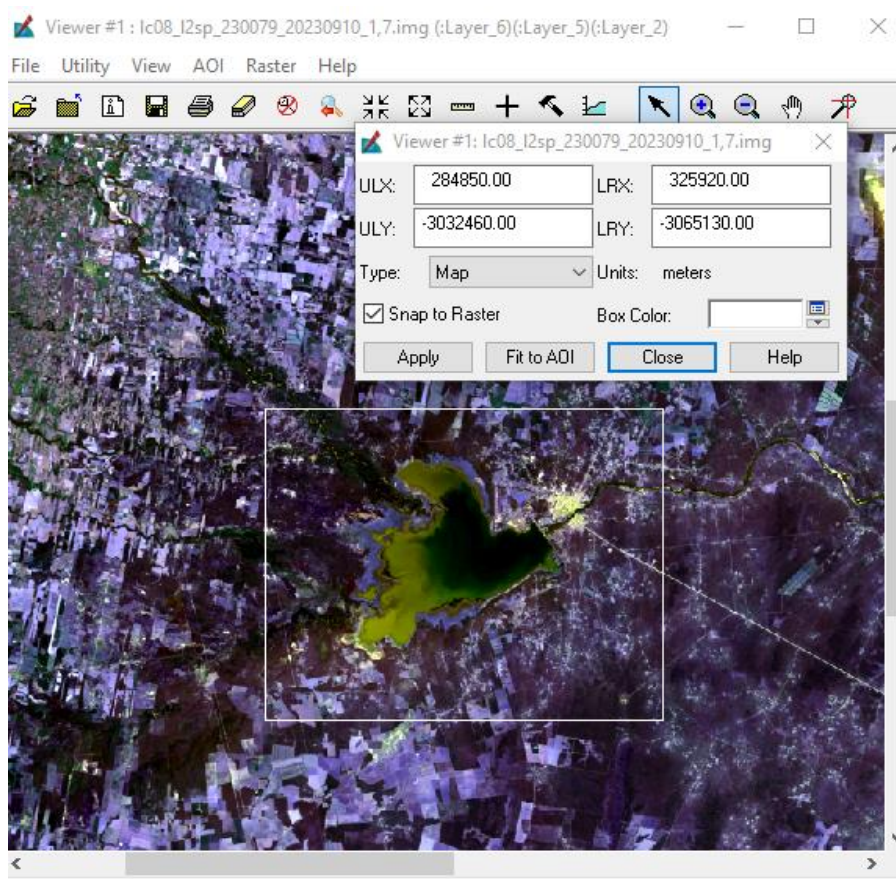 Viewer #1 : lc08_l2sp_230079_20230910_1,7.img (:Layer_6)(:Layer_5)(:Layer_2)
File Utility View AOI Raster Help
Viewer #1: lc08_l2sp_230079_20230910_1,7.img
ULX: 284850.00 LRX: 325920.00
ULY: -3032460.00 LRY: -3065130.00
Type: Map Units: meters
Snap to Raster Box Color:
Apply Fit to AOI Close Help